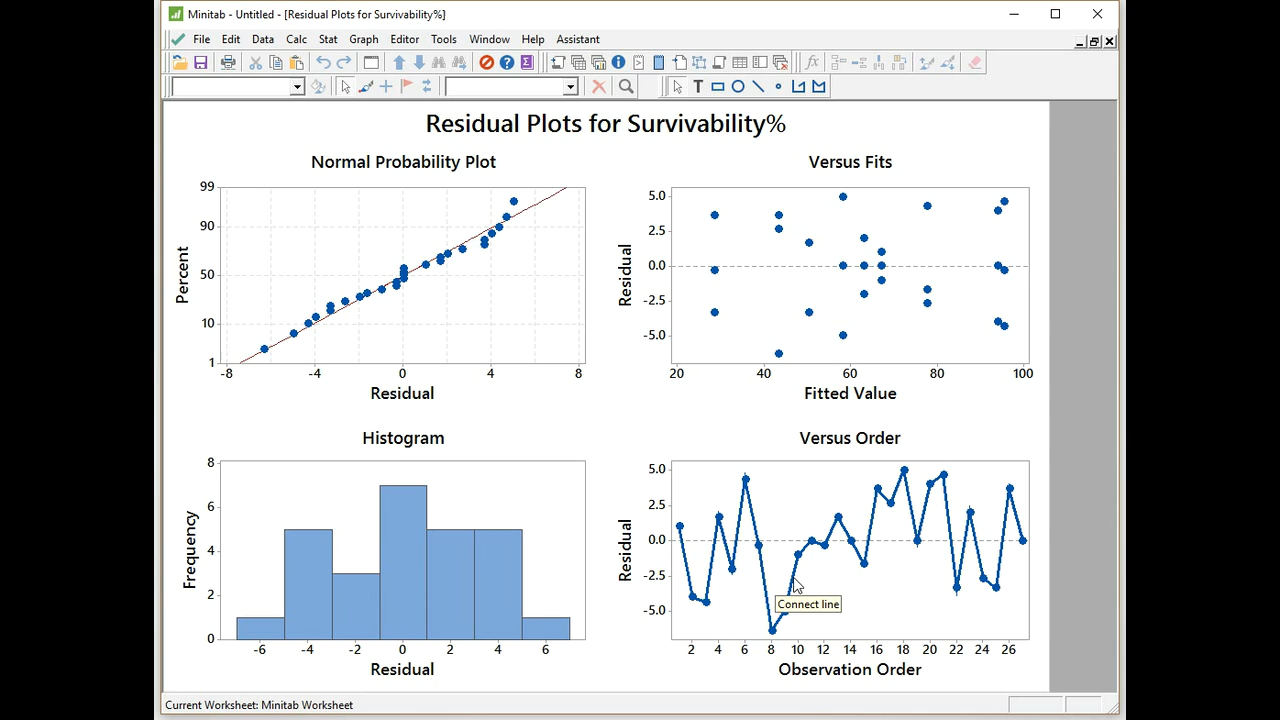 Minitab - Untitled - [Residual Plots for Survivability%]
File Edit Data Calc Stat Graph Editor Tools Window Help Assistant
Residual Plots for Survivability%
Normal Probability Plot
99
90
50
10
1
Percent
-8 -4 0 4 8
Residual
Versus Fits
5.0
2.5
0.0
-2.5
-5.0
Residual
20 40 60 80 100
Fitted Value
Histogram
8
6
4
2
0
Frequency
-6 -4 -2 0 2 4 6
Residual
Versus Order
5.0
2.5
0.0
-2.5
-5.0
Residual
Connect line
2 4 6 8 10 12 14 16 18 20 22 24 26
Observation Order
Current Worksheet: Minitab Worksheet